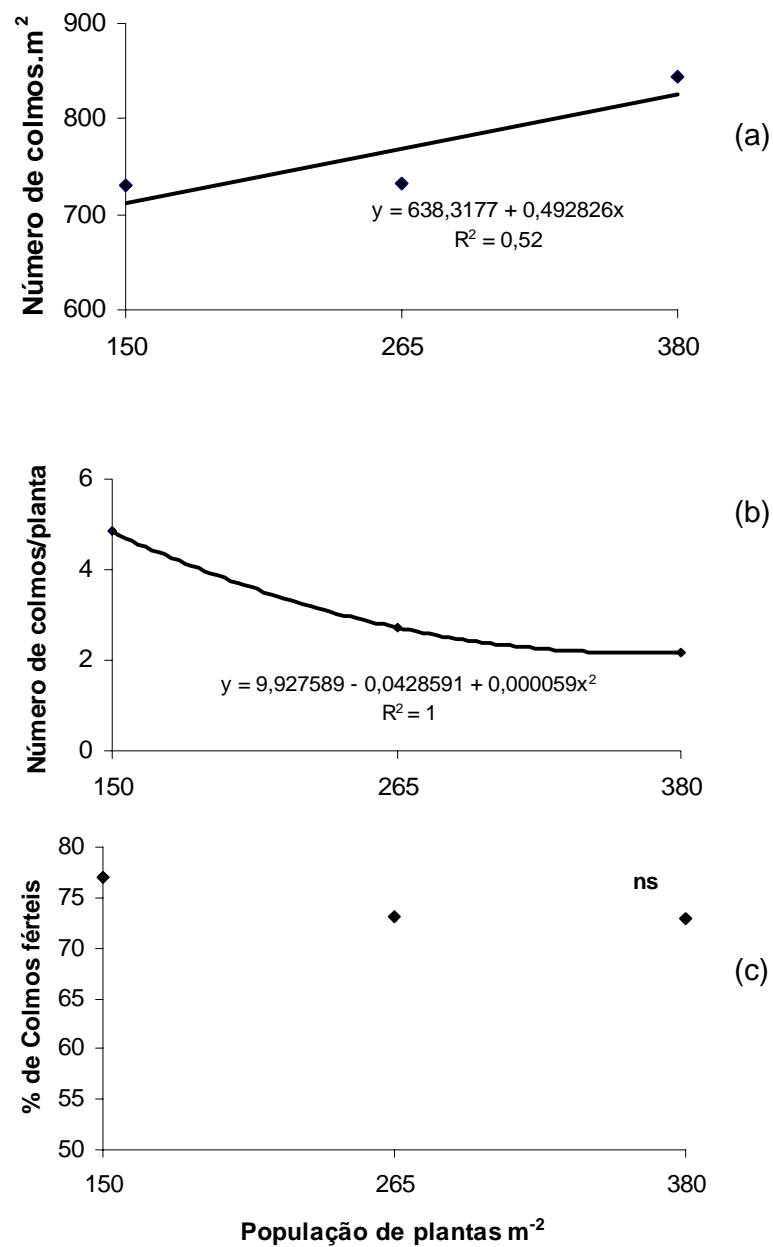 Número de colmos.m²
900
800
700
600
150
265
380
y = 638,3177 + 0,492826x
R² = 0,52
(a)
Número de colmos/planta
6
4
2
0
150
265
380
y = 9,927589 - 0,0428591 + 0,000059x²
R² = 1
(b)
% de Colmos férteis
80
75
70
65
60
55
50
150
265
380
ns
(c)
População de plantas m⁻²